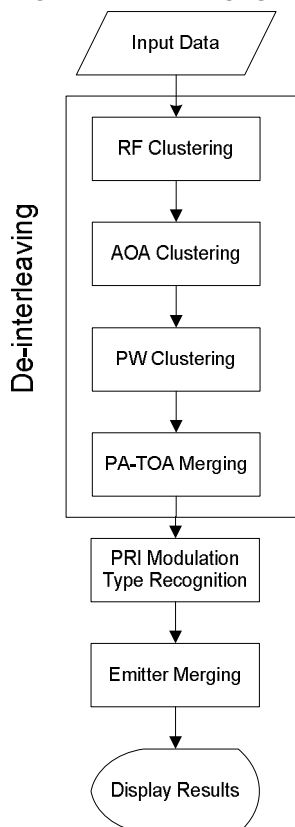 Input Data
De-interleaving
RF Clustering
AOA Clustering
PW Clustering
PA-TOA Merging
PRI Modulation
Type Recognition
Emitter Merging
Display Results